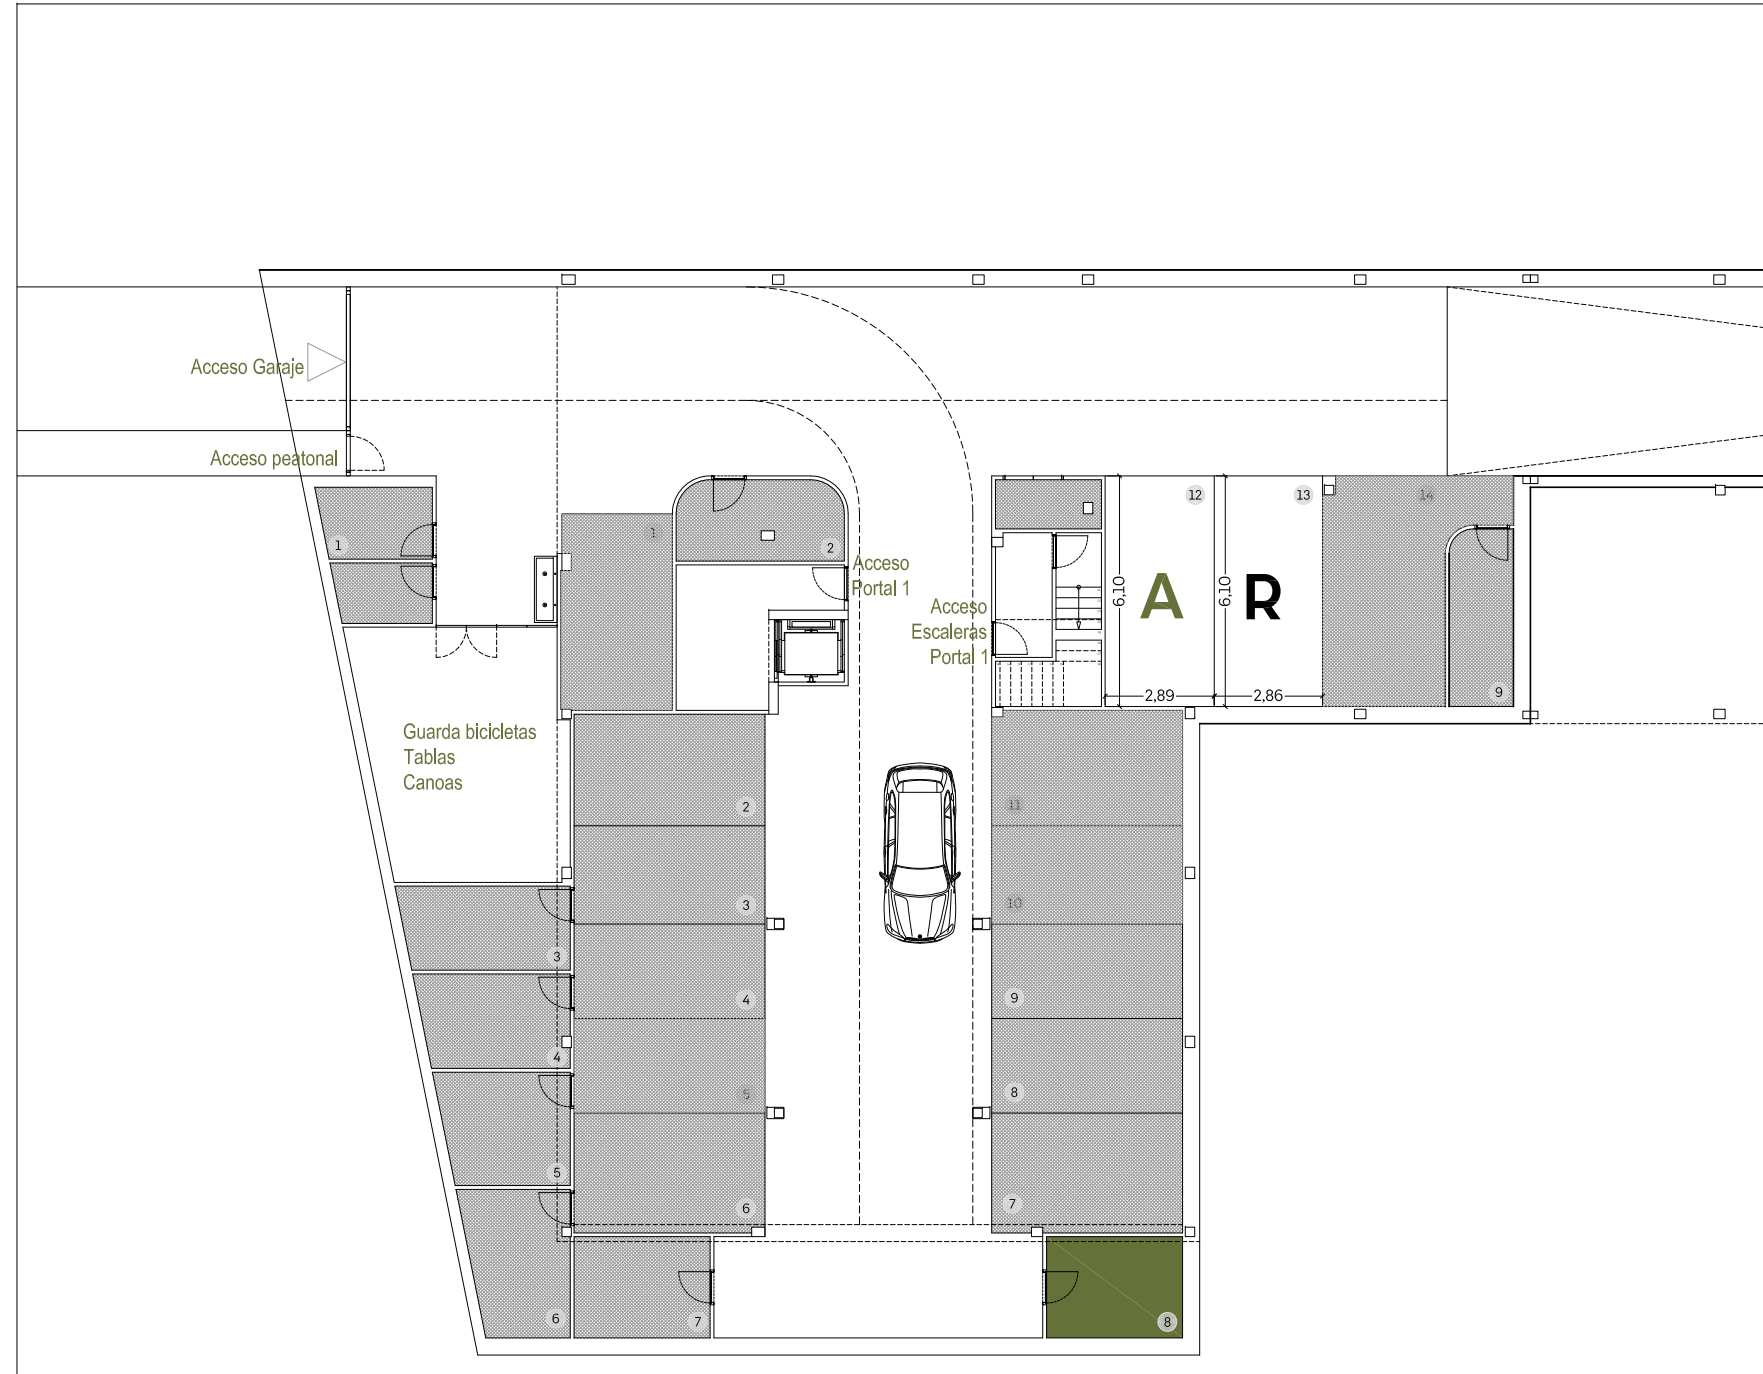 Acceso Garaje
Acceso peatonal
1
1
2
Acceso
Portal 1
Acceso
Escaleras
Portal 1
12
13
14
6,10
6,10
A
R
2,89
2,86
9
Guarda bicicletas
Tablas
Canoas
2
11
3
10
3
4
9
4
5
8
5
6
7
6
7
8